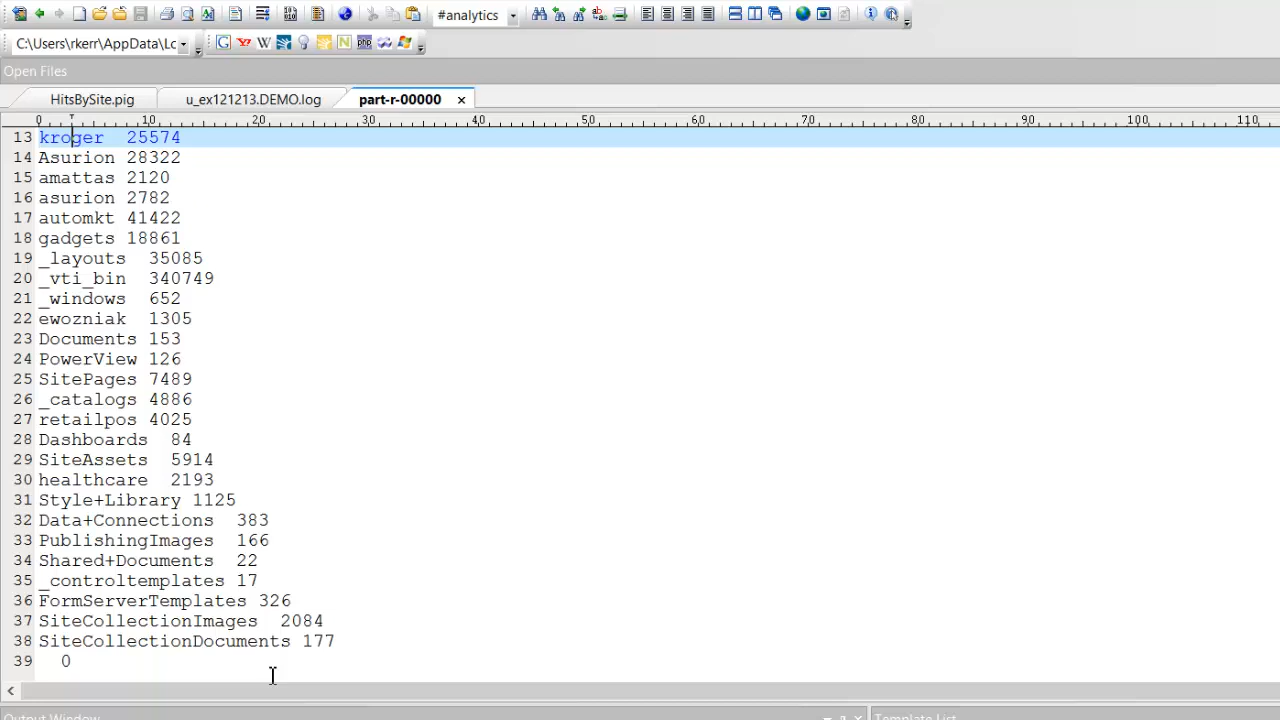 #analytics
C:\Users\rkerr\AppData\Lc
Open Files
HitsBySite.pig u_ex121213.DEMO.log part-r-00000
0 10 20 30 40 50 60 70 80 90 100 110
13 kroger 25574
14 Asurion 28322
15 amattas 2120
16 asurion 2782
17 automkt 41422
18 gadgets 18861
19 _layouts 35085
20 _vti_bin 340749
21 _windows 652
22 ewozniak 1305
23 Documents 153
24 PowerView 126
25 SitePages 7489
26 _catalogs 4886
27 retailpos 4025
28 Dashboards 84
29 SiteAssets 5914
30 healthcare 2193
31 Style+Library 1125
32 Data+Connections 383
33 PublishingImages 166
34 Shared+Documents 22
35 _controltemplates 17
36 FormServerTemplates 326
37 SiteCollectionImages 2084
38 SiteCollectionDocuments 177
39 0
Output Window Template List